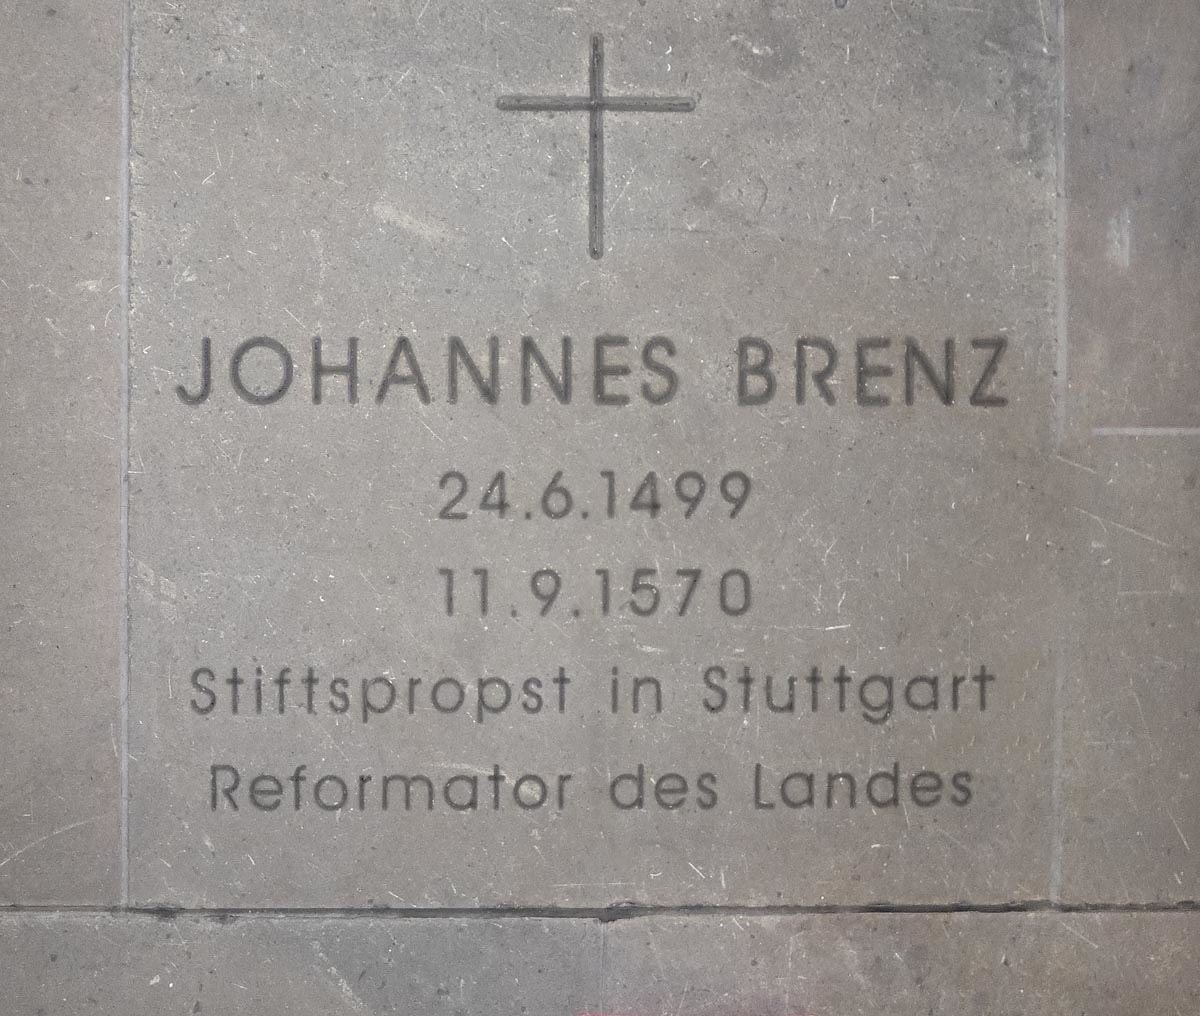 JOHANNES BRENZ
24.6.1499
11.9.1570
Stiftspropst in Stuttgart
Reformator des Landes